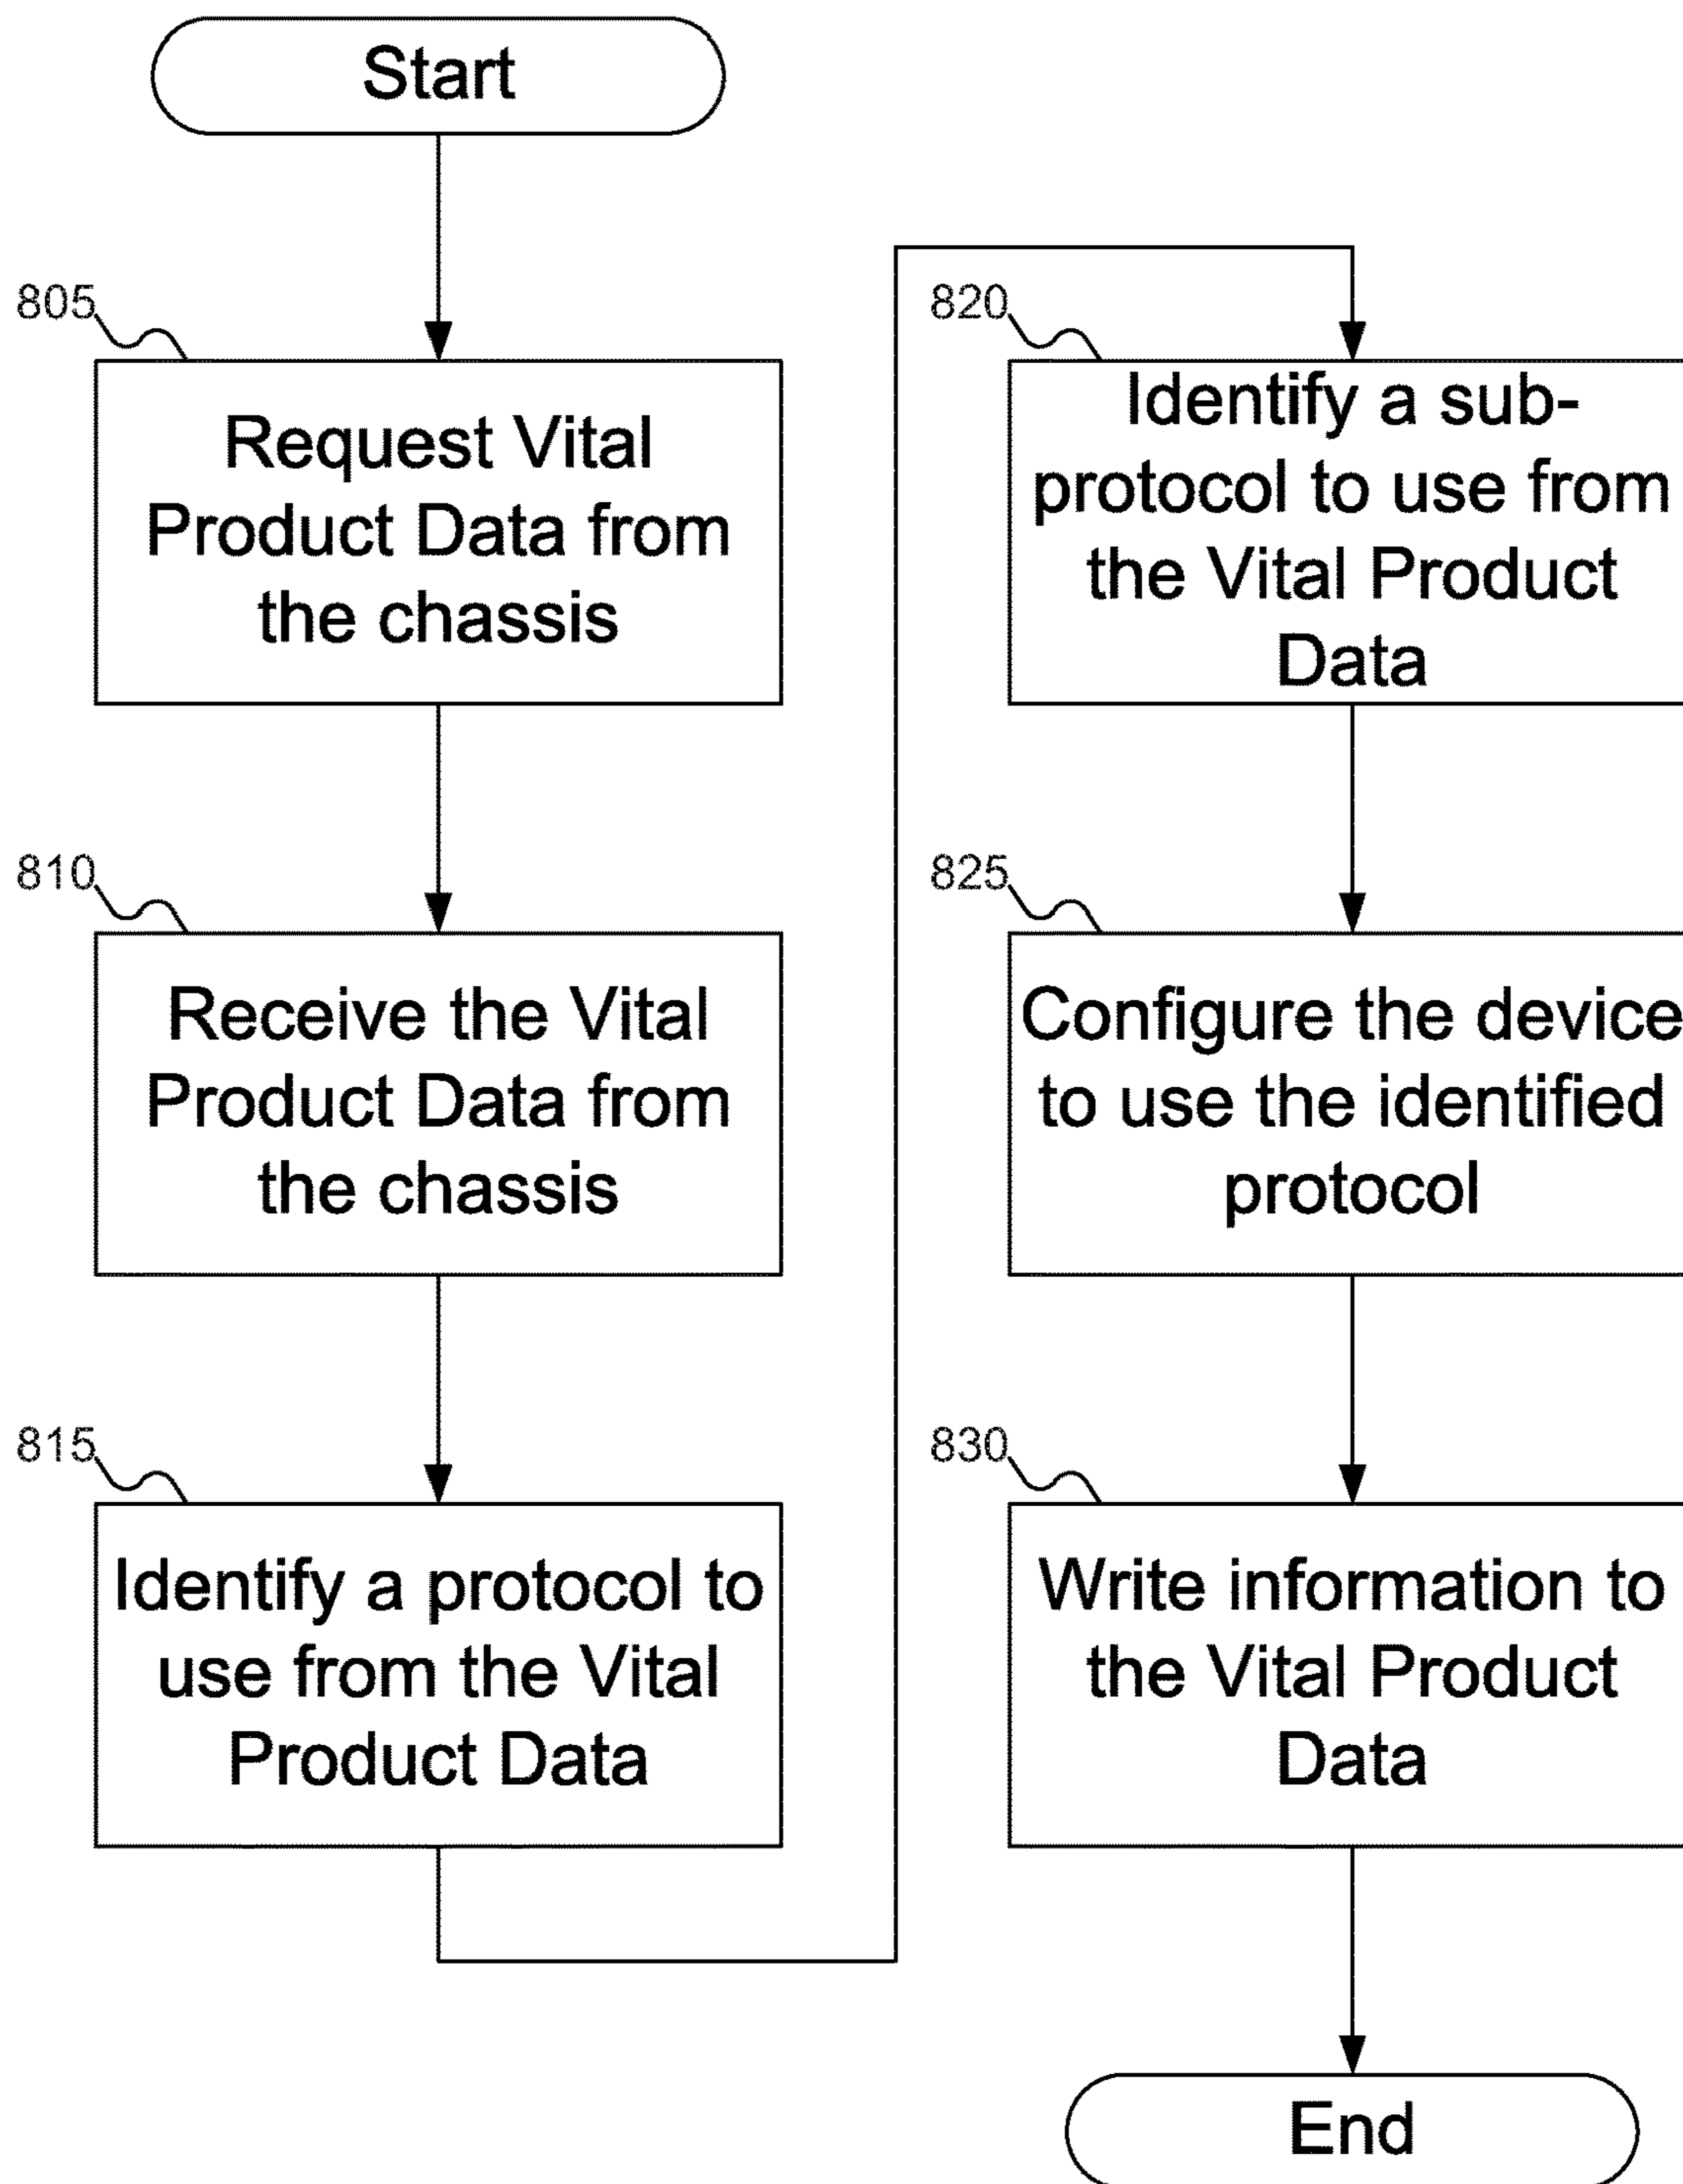 Start
805
Request Vital
Product Data from
the chassis
810
Receive the Vital
Product Data from
the chassis
815
Identify a protocol to
use from the Vital
Product Data
820
Identify a sub-
protocol to use from
the Vital Product
Data
825
Configure the device
to use the identified
protocol
830
Write information to
the Vital Product
Data
End